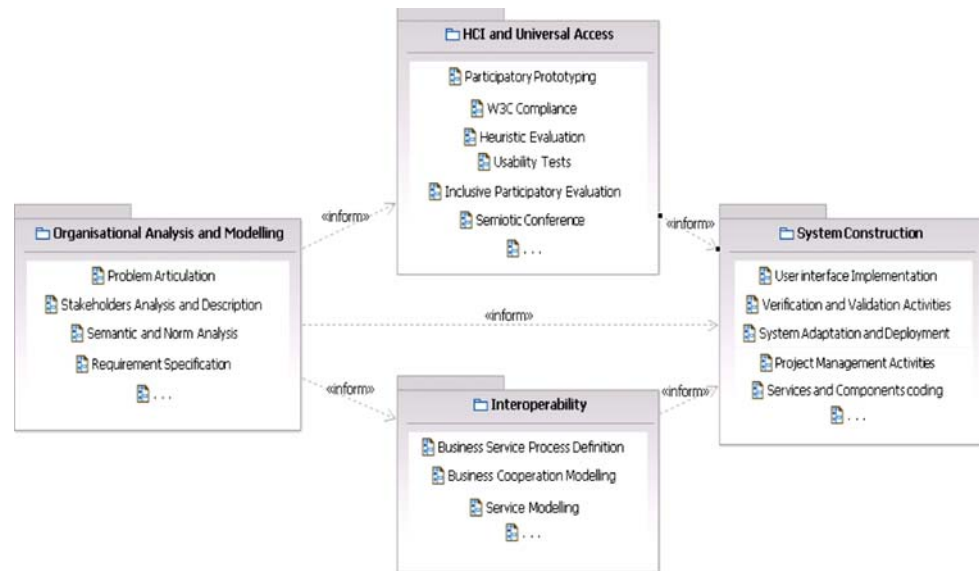 HCI and Universal Access
Participatory Prototyping
W3C Compliance
Heuristic Evaluation
Usability Tests
Inclusive Participatory Evaluation
Semiotic Conference
...
«inform»
«inform»
Organisational Analysis and Modelling
Problem Articulation
Stakeholders Analysis and Description
Semantic and Norm Analysis
Requirement Specification
...
«inform»
System Construction
User interface Implementation
Verification and Validation Activities
System Adaptation and Deployment
Project Management Activities
Services and Components coding
...
«inform»
«inform»
Interoperability
Business Service Process Definition
Business Cooperation Modelling
Service Modelling
...